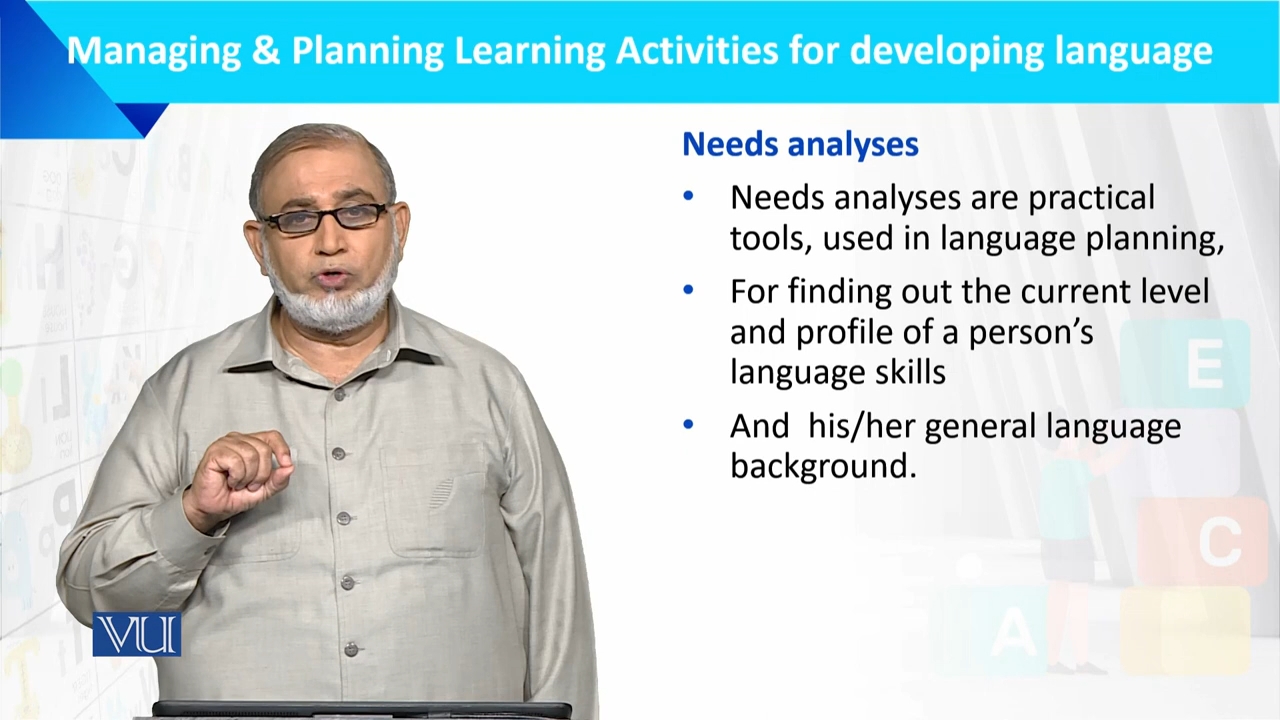 Managing & Planning Learning Activities for developing language
Needs analyses
• Needs analyses are practical
tools, used in language planning,
• For finding out the current level
and profile of a person’s
language skills
• And his/her general language
background.
VU
E
C
A